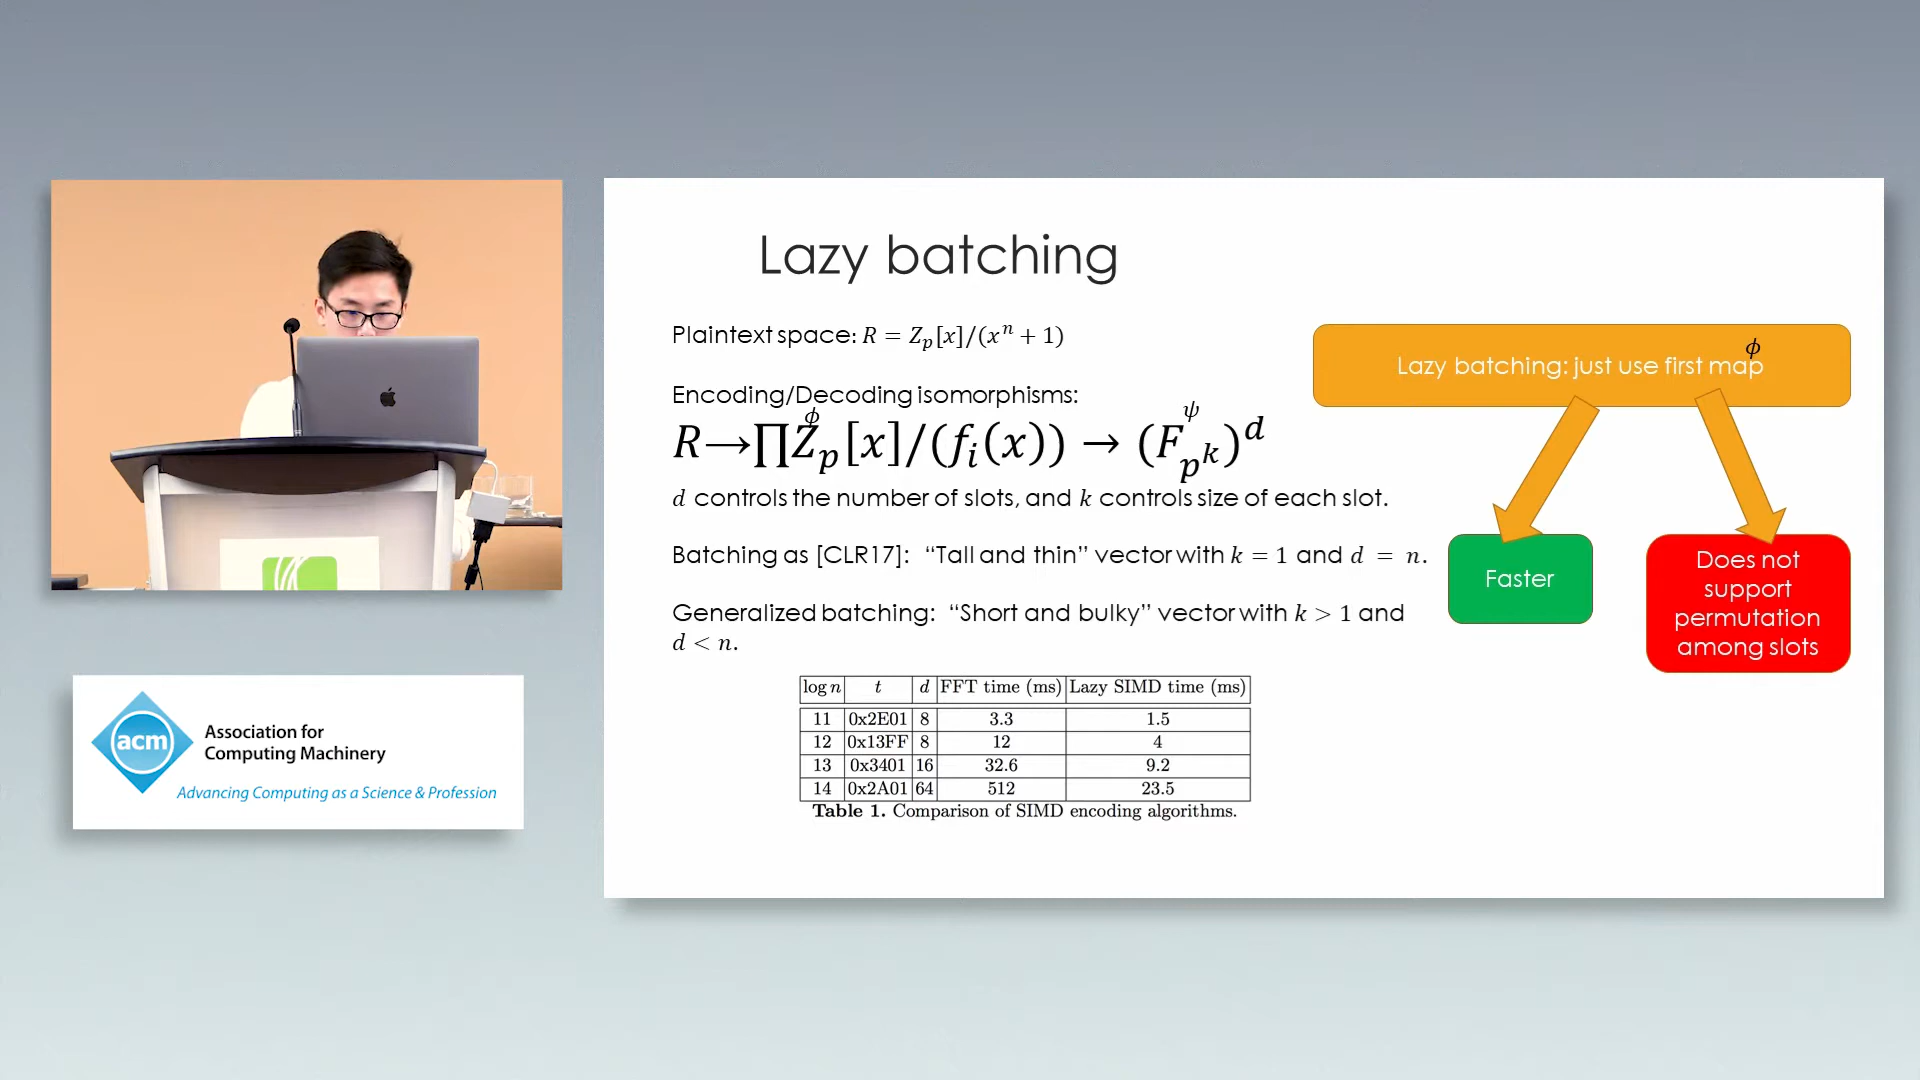 Lazy batching
Plaintext space: R = Z_p[x]/(x^n + 1)
Encoding/Decoding isomorphisms:
ϕ ψ
R→∏Z_p[x]/(f_i(x)) → (F_{p^k})^d
d controls the number of slots, and k controls size of each slot.
Batching as [CLR17]: “Tall and thin” vector with k = 1 and d = n.
Generalized batching: “Short and bulky” vector with k > 1 and
d < n.
log n t d FFT time (ms) Lazy SIMD time (ms)
11 0x2E01 8 3.3 1.5
12 0x13FF 8 12 4
13 0x3401 16 32.6 9.2
14 0x2A01 64 512 23.5
Table 1. Comparison of SIMD encoding algorithms.
ϕ
Lazy batching: just use first map
Faster
Does not
support
permutation
among slots
acm
Association for
Computing Machinery
Advancing Computing as a Science & Profession